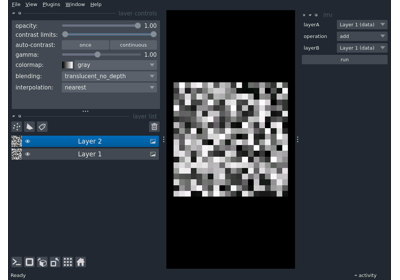 File View Plugins Window Help
layer controls
opacity: 1.00
contrast limits:
auto-contrast: once continuous
gamma: 1.00
colormap: gray
blending: translucent_no_depth
interpolation: nearest
layer list
Layer 2
Layer 1
Ready
activity
layerA Layer 1 (data)
operation add
layerB Layer 1 (data)
run